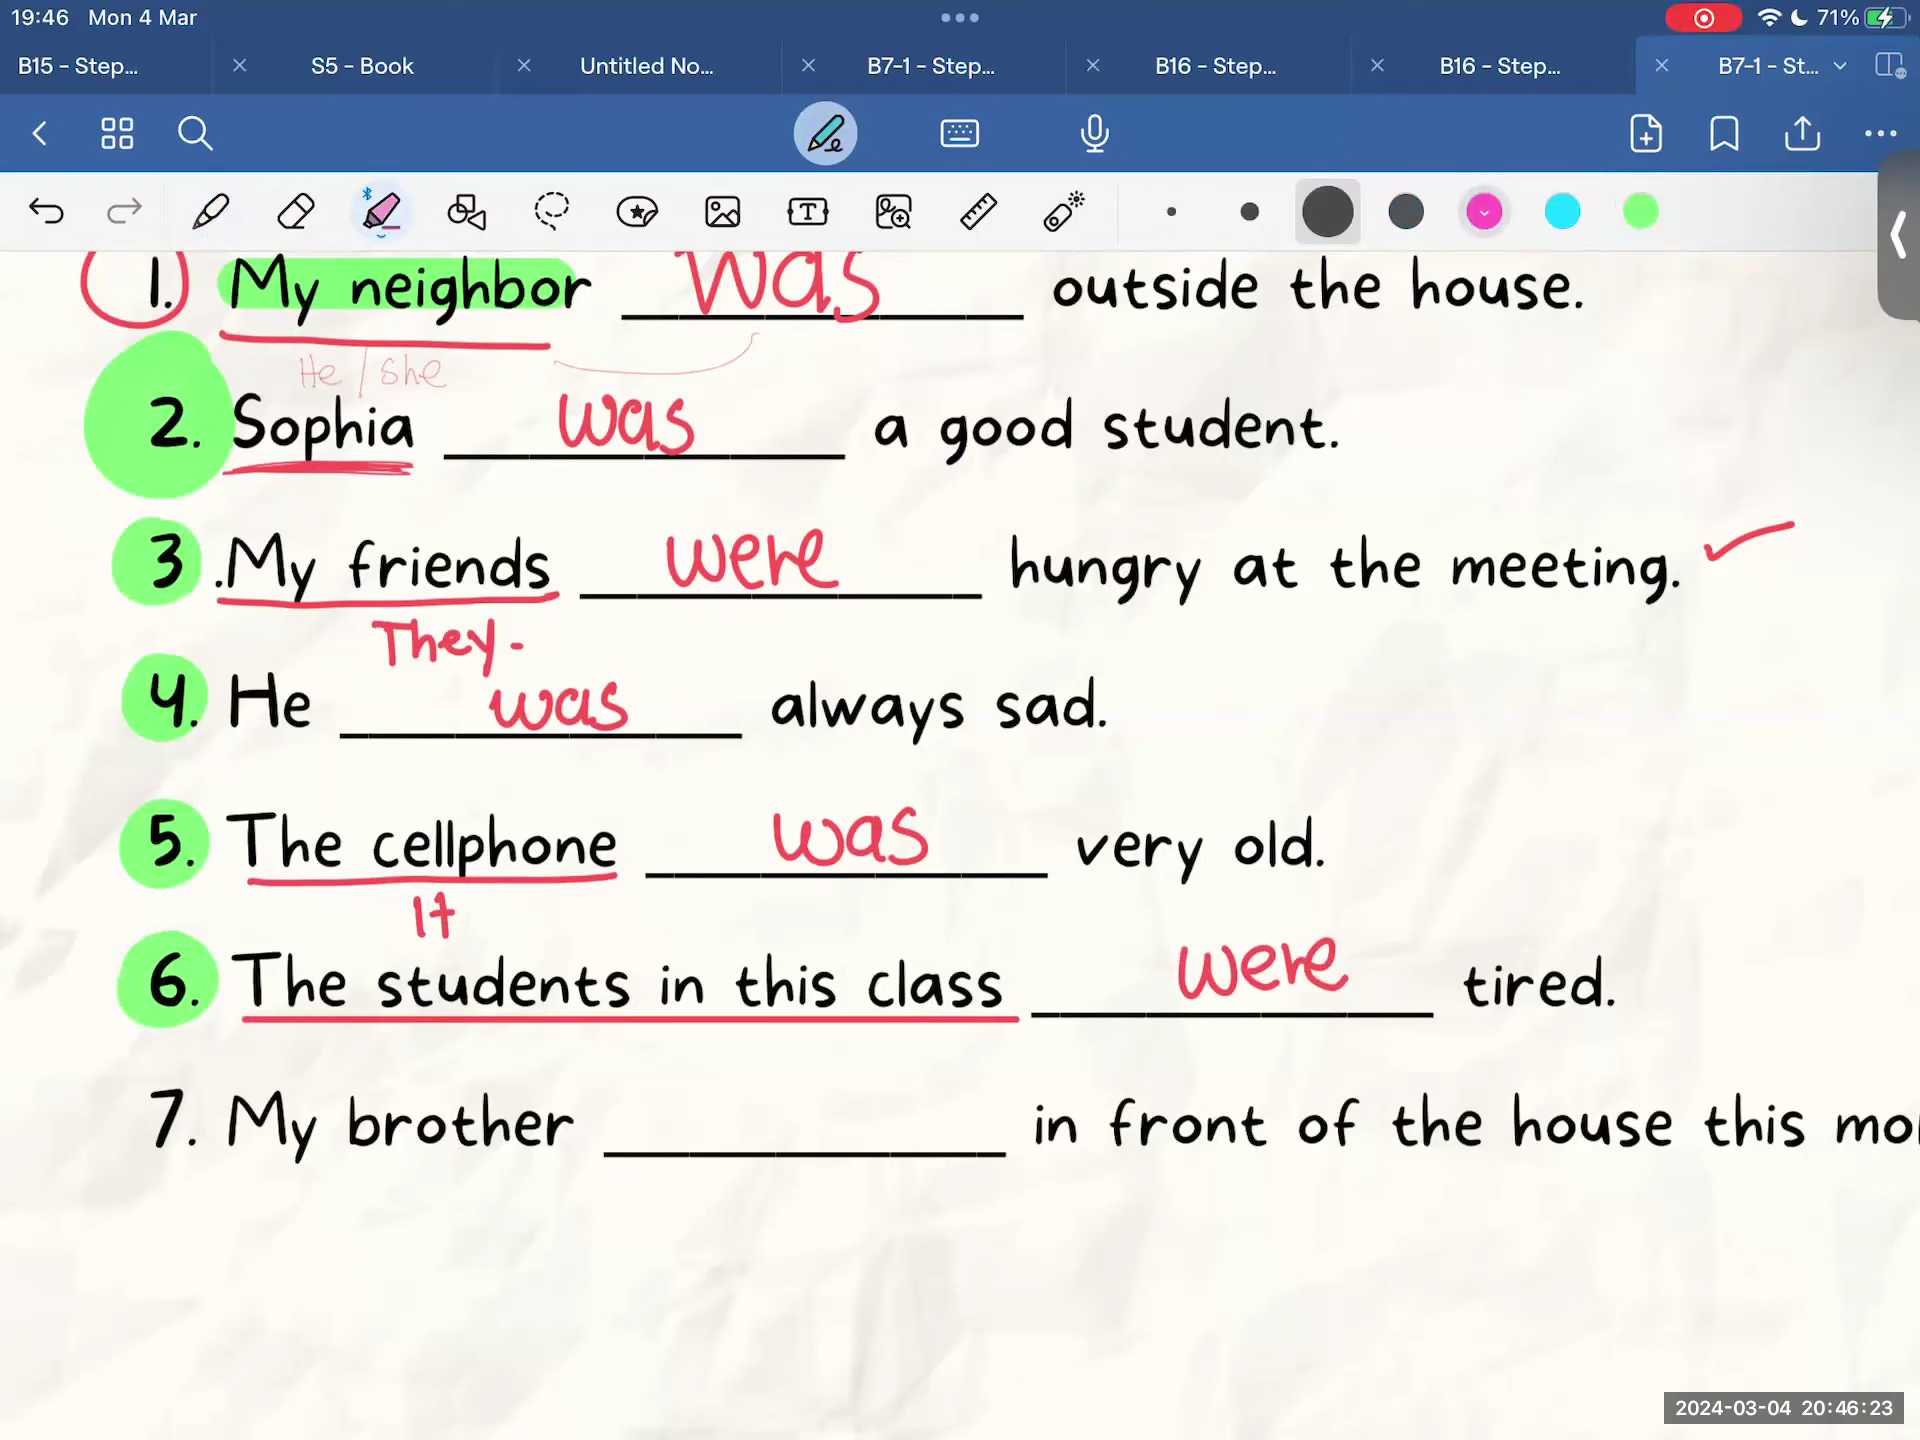 19:46 Mon 4 Mar 71%
B15 - Step... S5 - Book Untitled No... B7-1 - Step... B16 - Step... B16 - Step... B7-1 - St...
1. My neighbor was outside the house.
He / She
2. Sophia was a good student.
3 .My friends were hungry at the meeting.
They -
4. He was always sad.
5. The cellphone was very old.
It
6. The students in this class were tired.
7. My brother ______ in front of the house this
2024-03-04 20:46:23